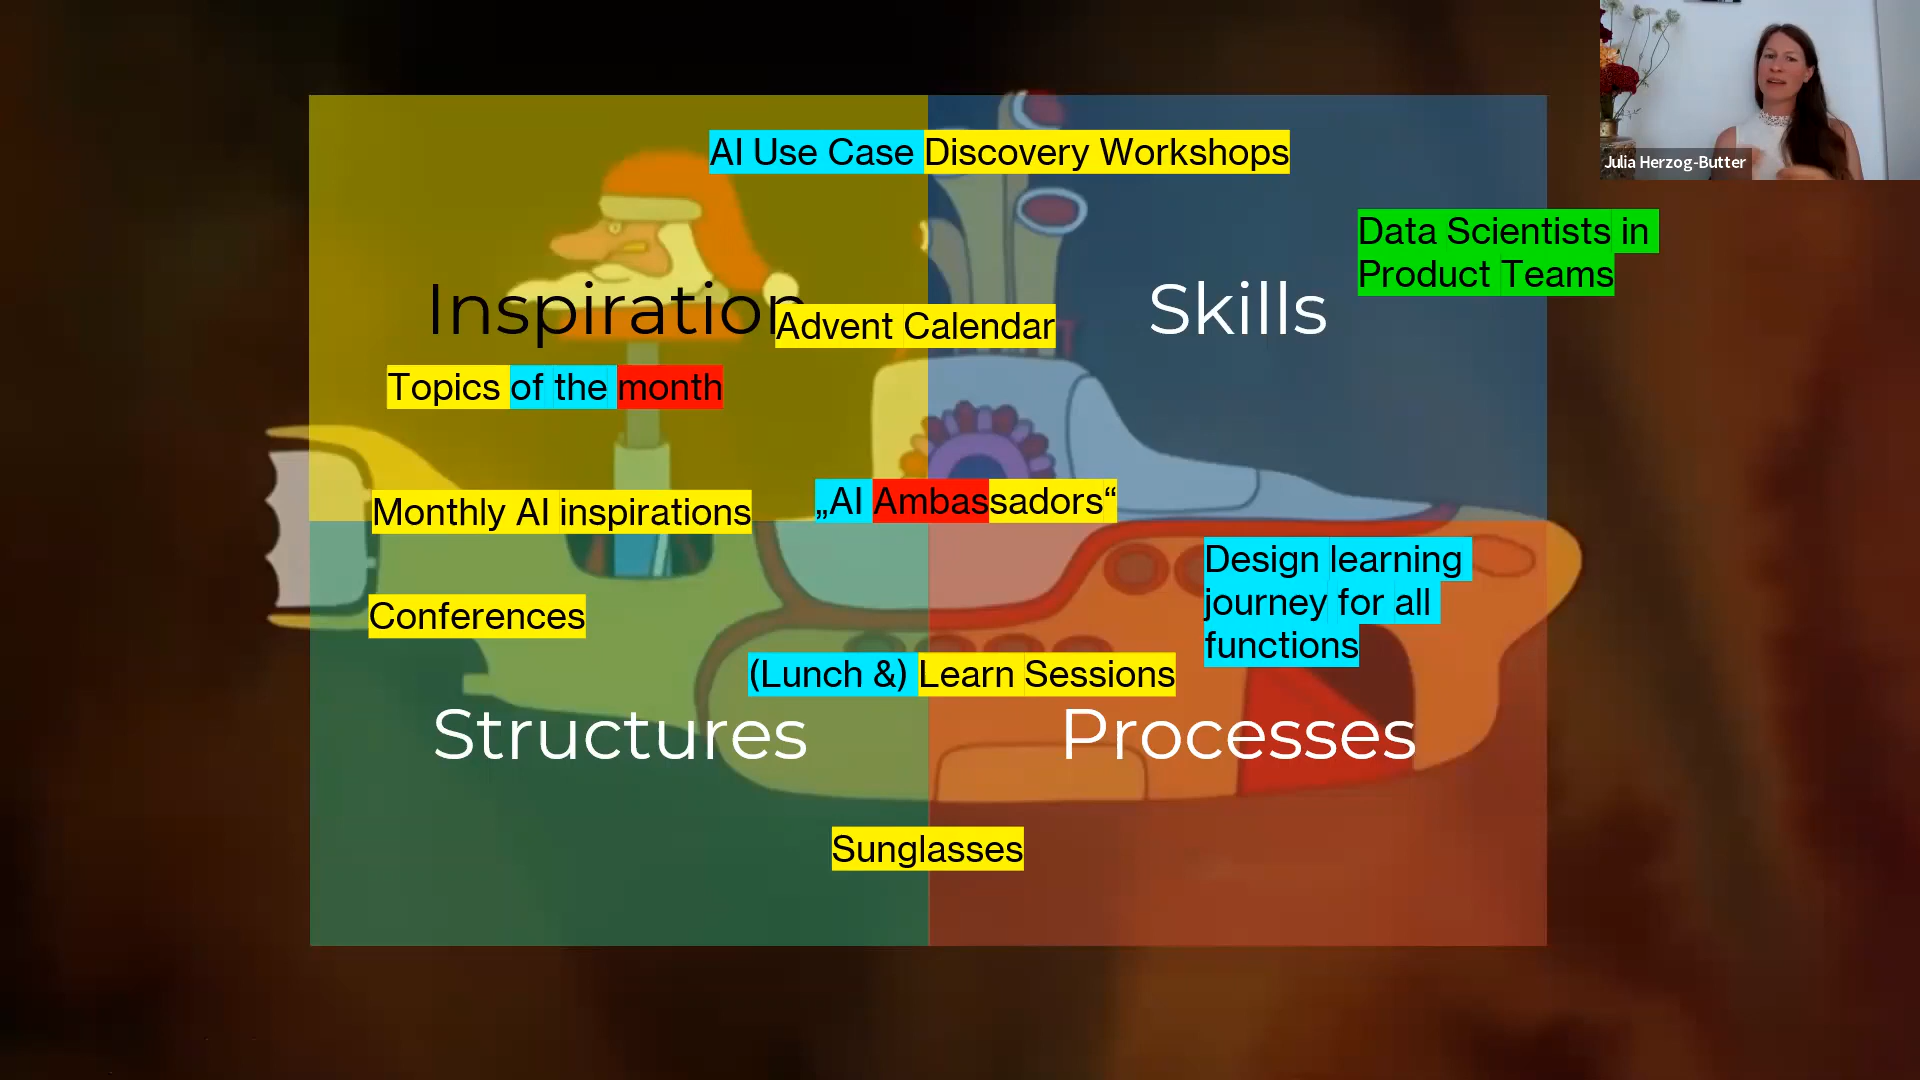 AI Use Case Discovery Workshops
Julia Herzog-Butter
Data Scientists in
Product Teams
Inspiration
Skills
Advent Calendar
Topics of the month
Monthly AI inspirations
„AI Ambassadors“
Design learning
journey for all
functions
Conferences
(Lunch &) Learn Sessions
Structures
Processes
Sunglasses